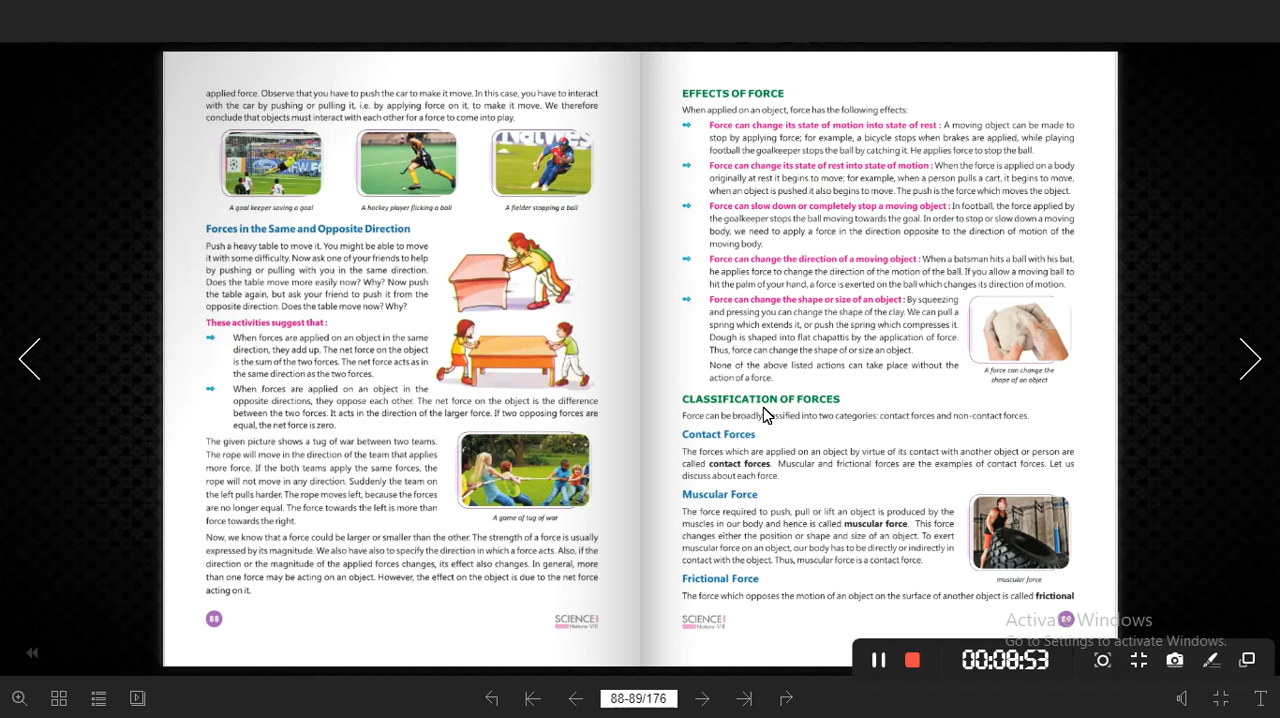 applied force. Observe that you have to push the car to make it move. In this case, you have to interact
with the car by pushing or pulling it, i.e. by applying force on it, to make it move. We therefore
conclude that objects must interact with each other for a force to come into play.
A goal keeper saving a goal
A hockey player flicking a ball
A fielder stopping a ball
Forces in the Same and Opposite Direction
Push a heavy table to move it. You might be able to move
it with some difficulty. Now ask one of your friends to help
by pushing or pulling with you in the same direction.
Does the table move more easily now? Why? Now push
the table again, but ask your friend to push it from the
opposite direction. Does the table move now? Why?
These activities suggest that :
When forces are applied on an object in the same
direction, they add up. The net force on the object
is the sum of the two forces. The net force acts in
the same direction as the two forces.
When forces are applied on an object in the
opposite directions, they oppose each other. The net force on the object is the difference
between the two forces. It acts in the direction of the larger force. If two opposing forces are
equal, the net force is zero.
The given picture shows a tug of war between two teams.
The rope will move in the direction of the team that applies
more force. If the both teams apply the same forces, the
rope will not move in any direction. Suddenly the team on
the left pulls harder. The rope moves left, because the forces
are no longer equal. The force towards the left is more than
force towards the right.
A game of tug of war
Now, we know that a force could be larger or smaller than the other. The strength of a force is usually
expressed by its magnitude. We also have also to specify the direction in which a force acts. Also, if the
direction or the magnitude of the applied forces changes, its effect also changes. In general, more
than one force may be acting on an object. However, the effect on the object is due to the net force
acting on it.
88
SCIENCE
Nature-VIII
EFFECTS OF FORCE
When applied on an object, force has the following effects:
Force can change its state of motion into state of rest : A moving object can be made to
stop by applying force; for example, a bicycle stops when brakes are applied, while playing
football the goalkeeper stops the ball by catching it. He applies force to stop the ball.
Force can change its state of rest into state of motion : When the force is applied on a body
originally at rest it begins to move; for example, when a person pulls a cart, it begins to move,
when an object is pushed it also begins to move. The push is the force which moves the object.
Force can slow down or completely stop a moving object : In football, the force applied by
the goalkeeper stops the ball moving towards the goal. In order to stop or slow down a moving
body, we need to apply a force in the direction opposite to the direction of motion of the
moving body.
Force can change the direction of a moving object : When a batsman hits a ball with his bat,
he applies force to change the direction of the motion of the ball. If you allow a moving ball to
hit the palm of your hand, a force is exerted on the ball which changes its direction of motion.
Force can change the shape or size of an object : By squeezing
and pressing you can change the shape of the clay. We can pull a
spring which extends it, or push the spring which compresses it.
Dough is shaped into flat chapattis by the application of force.
Thus, force can change the shape of or size an object.
None of the above listed actions can take place without the
action of a force.
A force can change the
shape of an object
CLASSIFICATION OF FORCES
Force can be broadly classified into two categories: contact forces and non-contact forces.
Contact Forces
The forces which are applied on an object by virtue of its contact with another object or person are
called contact forces. Muscular and frictional forces are the examples of contact forces. Let us
discuss about each force.
Muscular Force
The force required to push, pull or lift an object is produced by the
muscles in our body and hence is called muscular force. This force
changes either the position or shape and size of an object. To exert
muscular force on an object, our body has to be directly or indirectly in
contact with the object. Thus, muscular force is a contact force.
muscular force
Frictional Force
The force which opposes the motion of an object on the surface of another object is called frictional
SCIENCE
Nature-VIII
89
Activate Windows
Go to Settings to activate Windows.
00:08:53
88-89/176